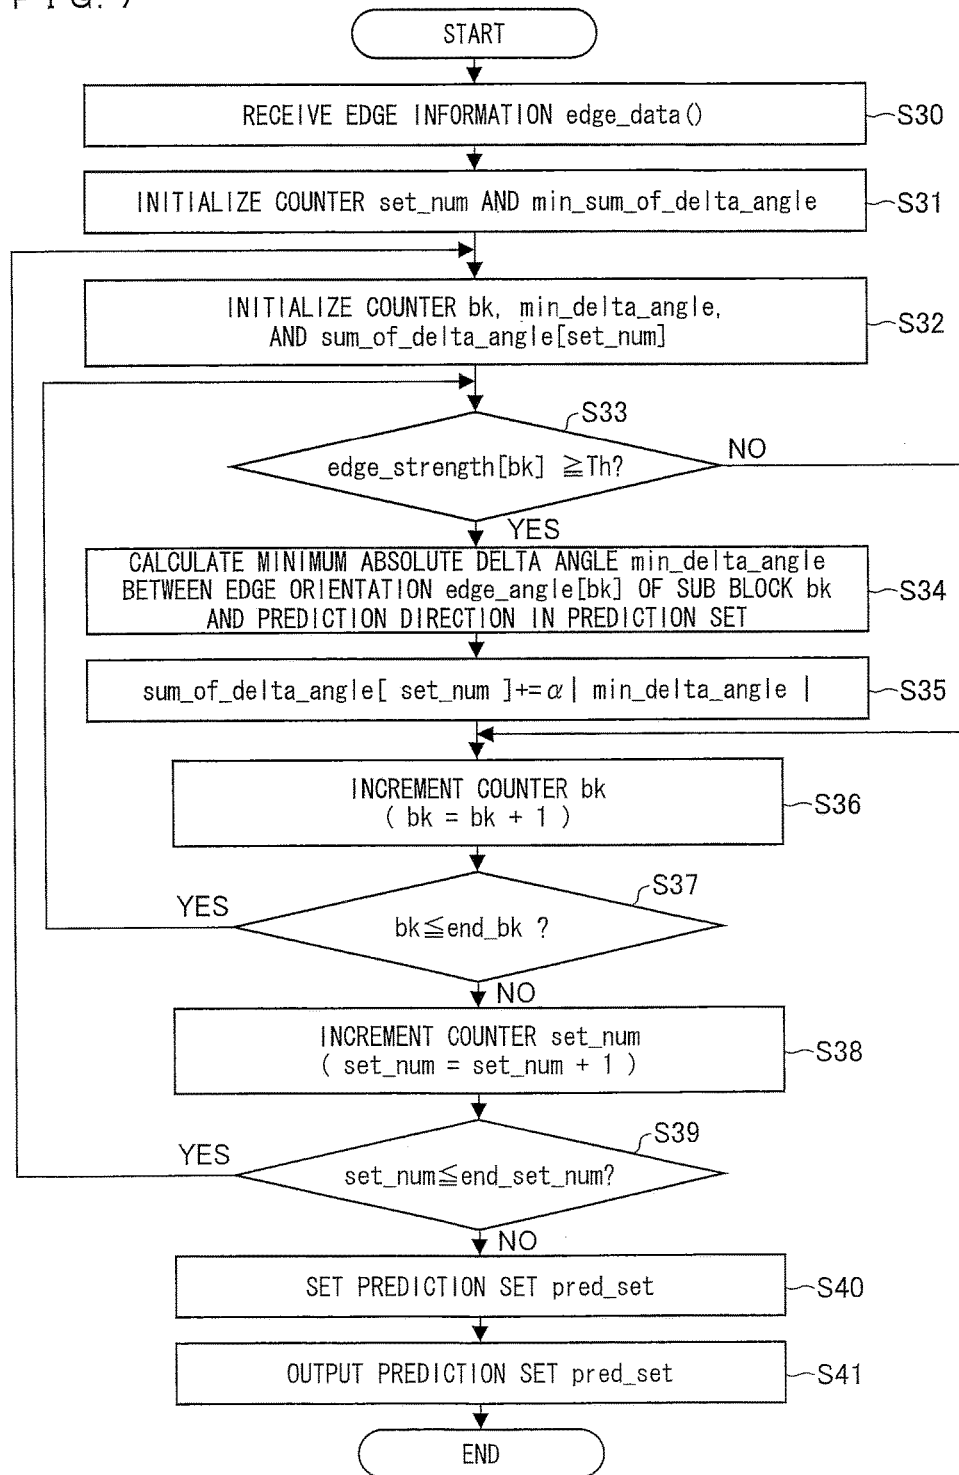 FIG. 7
START
RECEIVE EDGE INFORMATION edge_data()
S30
INITIALIZE COUNTER set_num AND min_sum_of_delta_angle
S31
INITIALIZE COUNTER bk, min_delta_angle,
AND sum_of_delta_angle[set_num]
S32
S33
edge_strength[bk] ≧Th?
NO
YES
CALCULATE MINIMUM ABSOLUTE DELTA ANGLE min_delta_angle
BETWEEN EDGE ORIENTATION edge_angle[bk] OF SUB BLOCK bk
AND PREDICTION DIRECTION IN PREDICTION SET
S34
sum_of_delta_angle[ set_num ]+=α| min_delta_angle |
S35
INCREMENT COUNTER bk
( bk = bk + 1 )
S36
S37
YES
bk≦end_bk ?
NO
INCREMENT COUNTER set_num
( set_num = set_num + 1 )
S38
S39
YES
set_num≦end_set_num?
NO
SET PREDICTION SET pred_set
S40
OUTPUT PREDICTION SET pred_set
S41
END